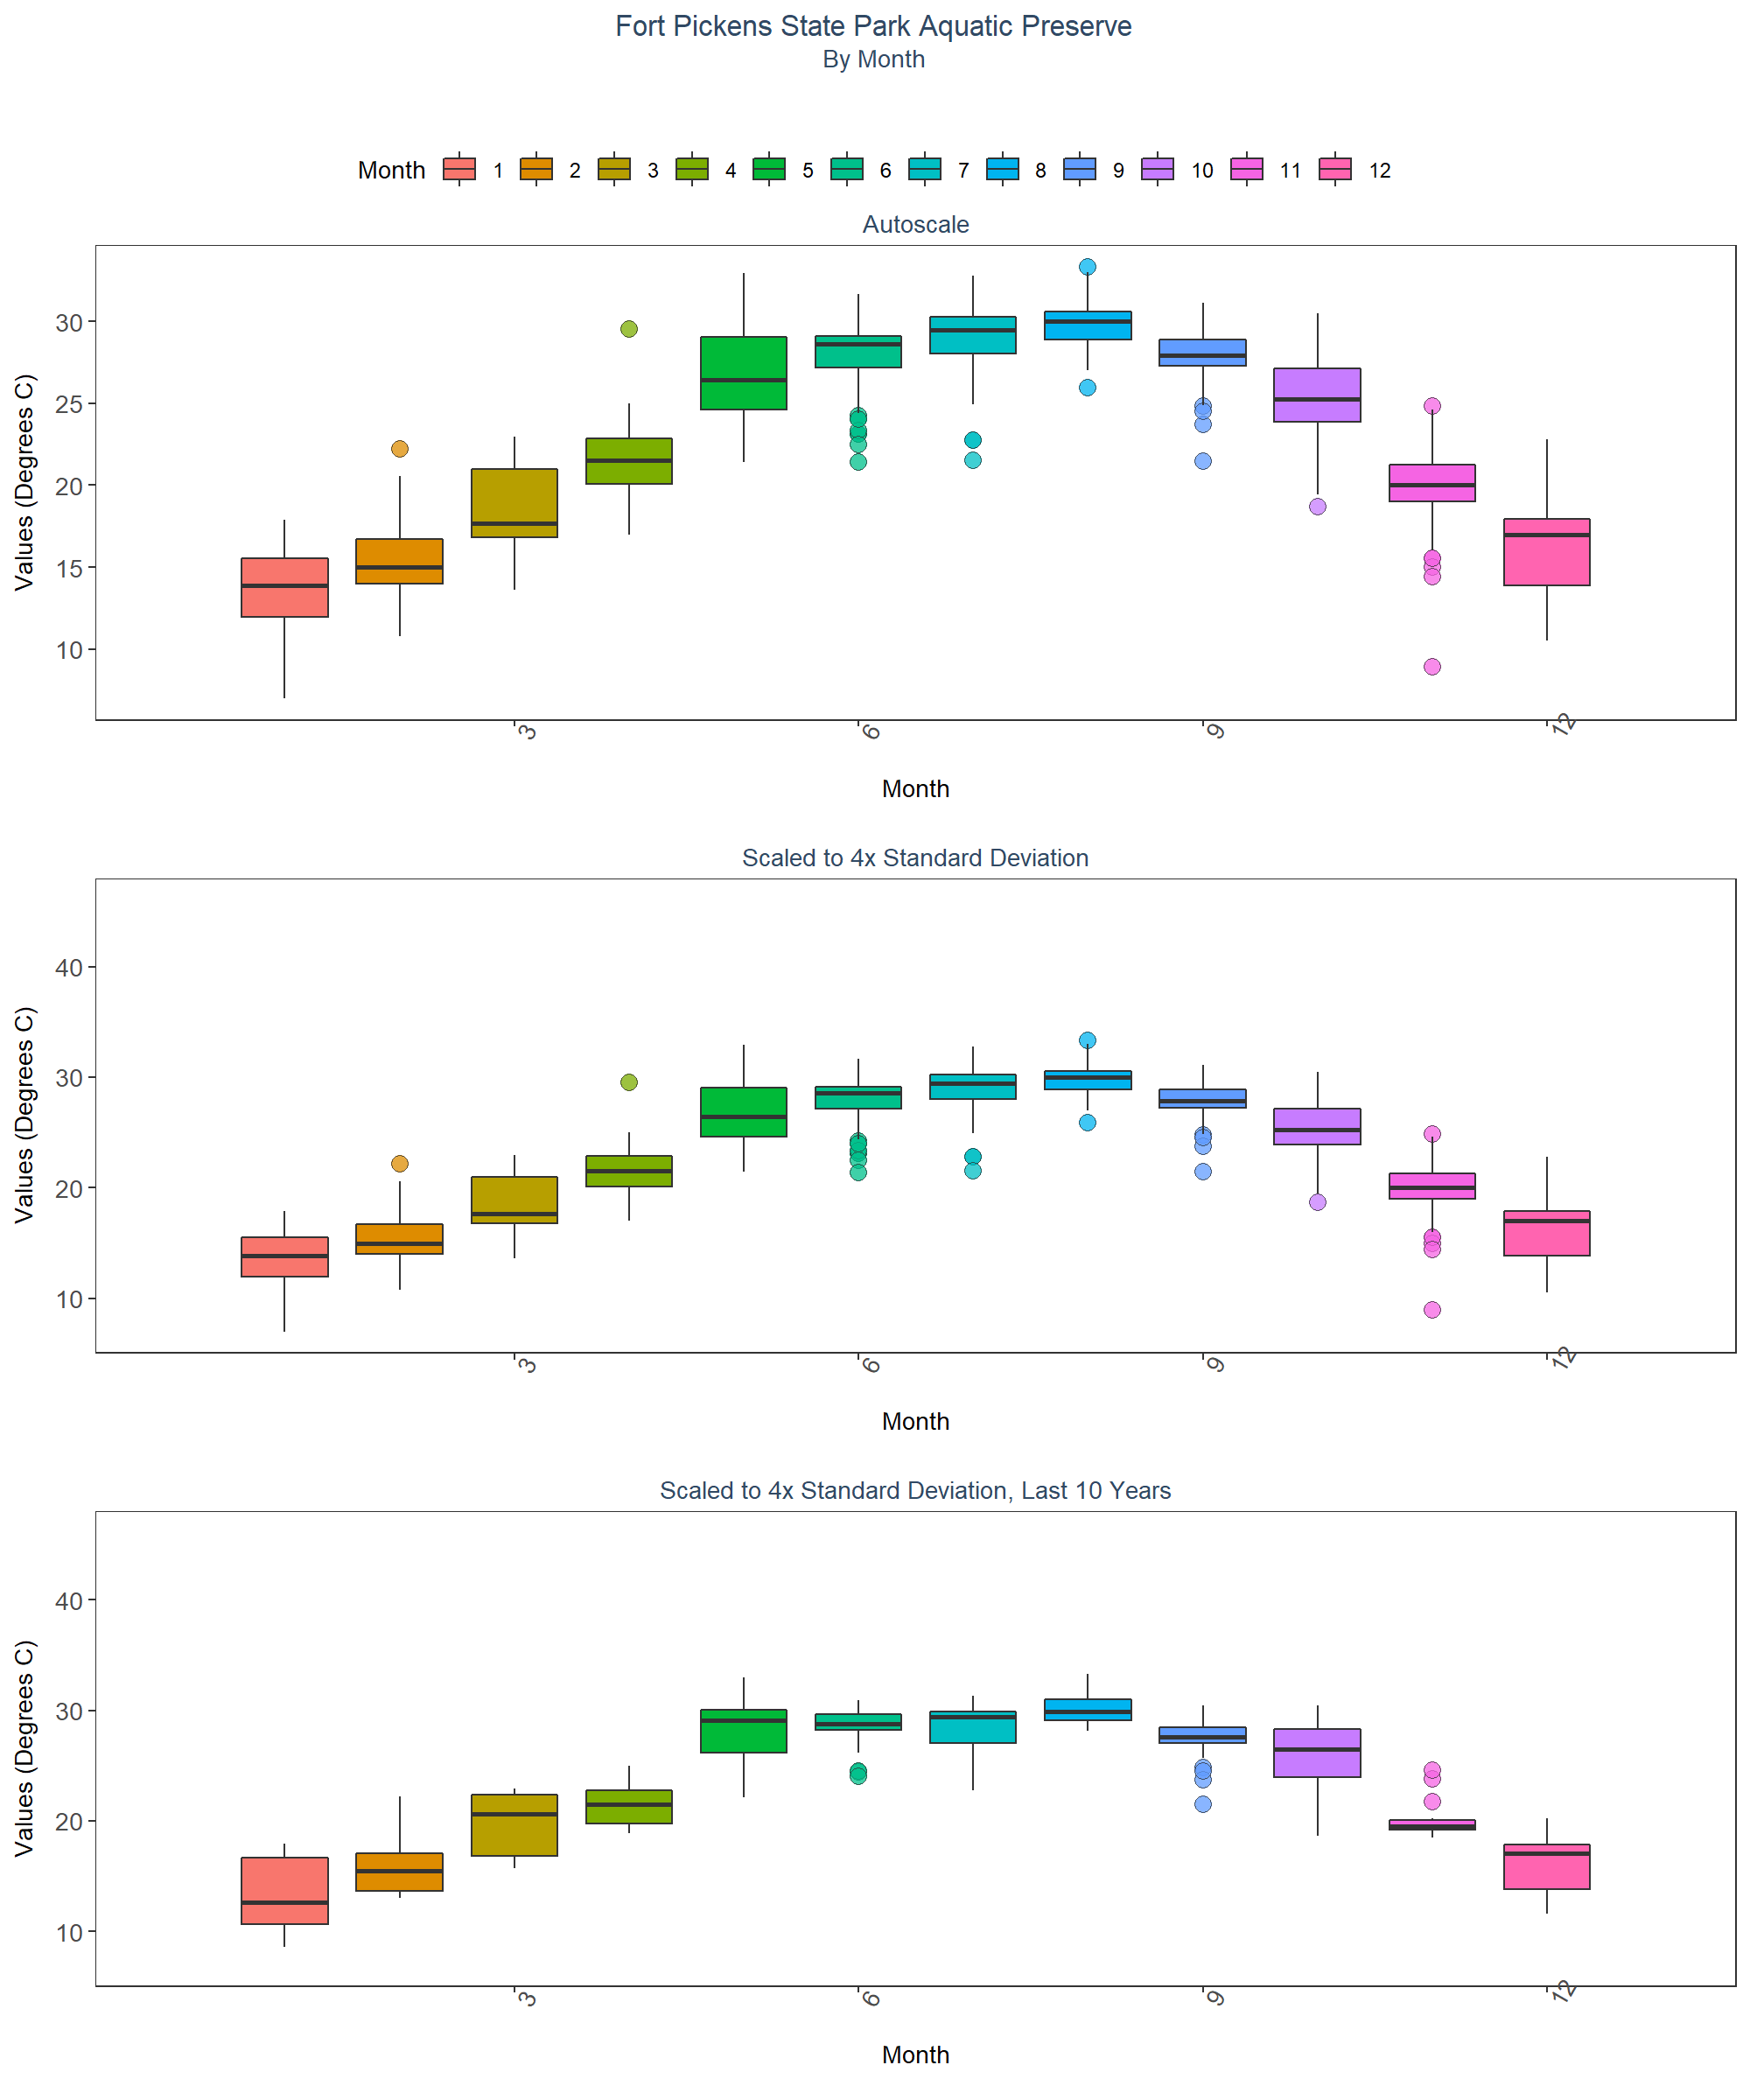 Fort Pickens State Park Aquatic Preserve
By Month
Month 1 2 3 4 5 6 7 8 9 10 11 12
Autoscale
Values (Degrees C)
30
25
20
15
10
3 6 9 12
Month
Scaled to 4x Standard Deviation
Values (Degrees C)
40
30
20
10
3 6 9 12
Month
Scaled to 4x Standard Deviation, Last 10 Years
Values (Degrees C)
40
30
20
10
3 6 9 12
Month